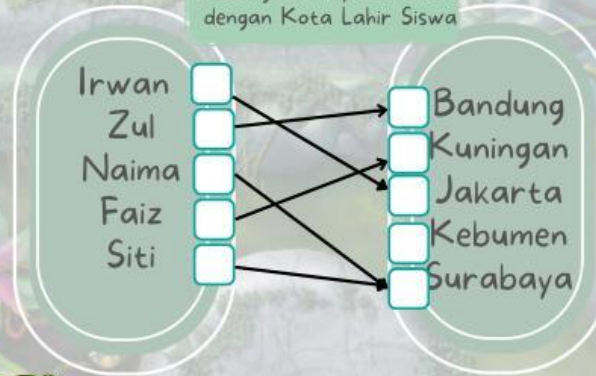 dengan Kota Lahir Siswa
Irwan
Zul
Naima
Faiz
Siti
Bandung
Kuningan
Jakarta
Kebumen
Surabaya